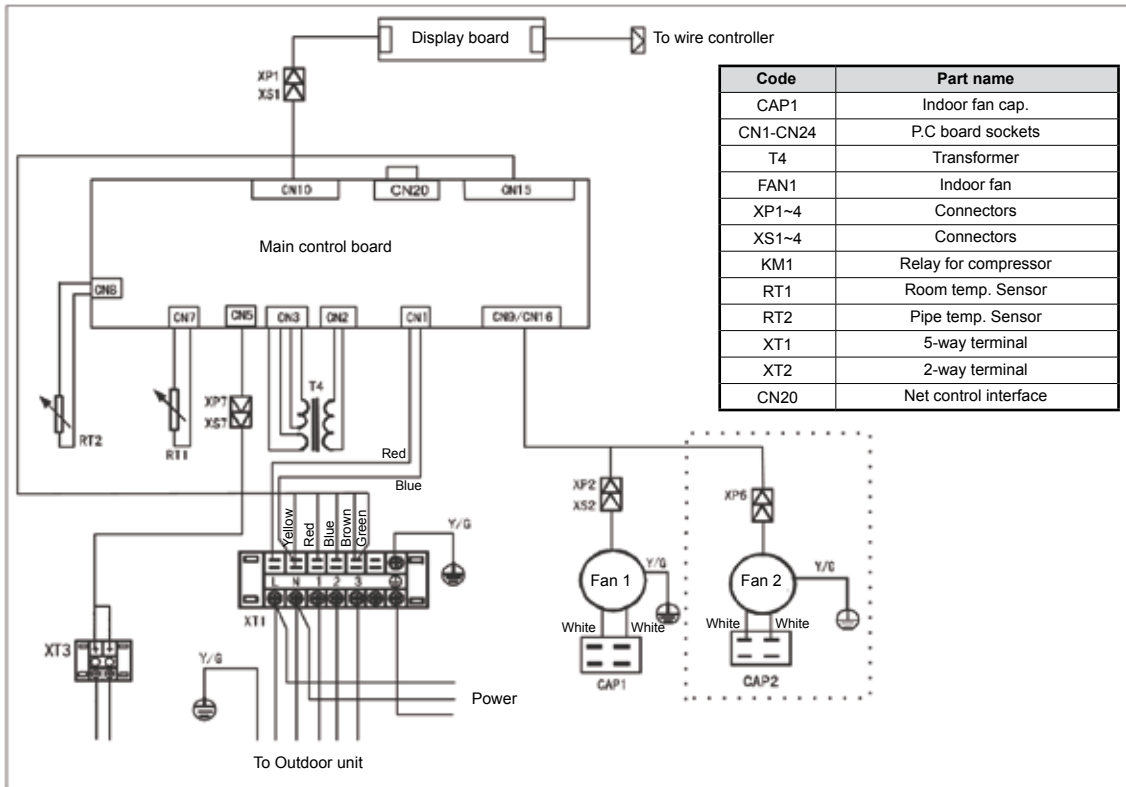 Display board
To wire controller
XP1
XS1
Code Part name
CAP1 Indoor fan cap.
CN1-CN24 P.C board sockets
T4 Transformer
FAN1 Indoor fan
XP1~4 Connectors
XS1~4 Connectors
KM1 Relay for compressor
RT1 Room temp. Sensor
RT2 Pipe temp. Sensor
XT1 5-way terminal
XT2 2-way terminal
CN20 Net control interface
CN10 CN20 CN15
Main control board
CN8
CN7 CN5 CN3 CN2 CN1 CN9/CN16
T4
RT2
RT1
XP7
XS7
Red
Blue
Yellow
Red
Blue
Brown
Green
Y/G
L N 1 2 3
XT1
XP2
XS2
XP6
Fan 1
Y/G
Fan 2
Y/G
White White
CAP1
White White
CAP2
XT3
Y/G
Power
To Outdoor unit